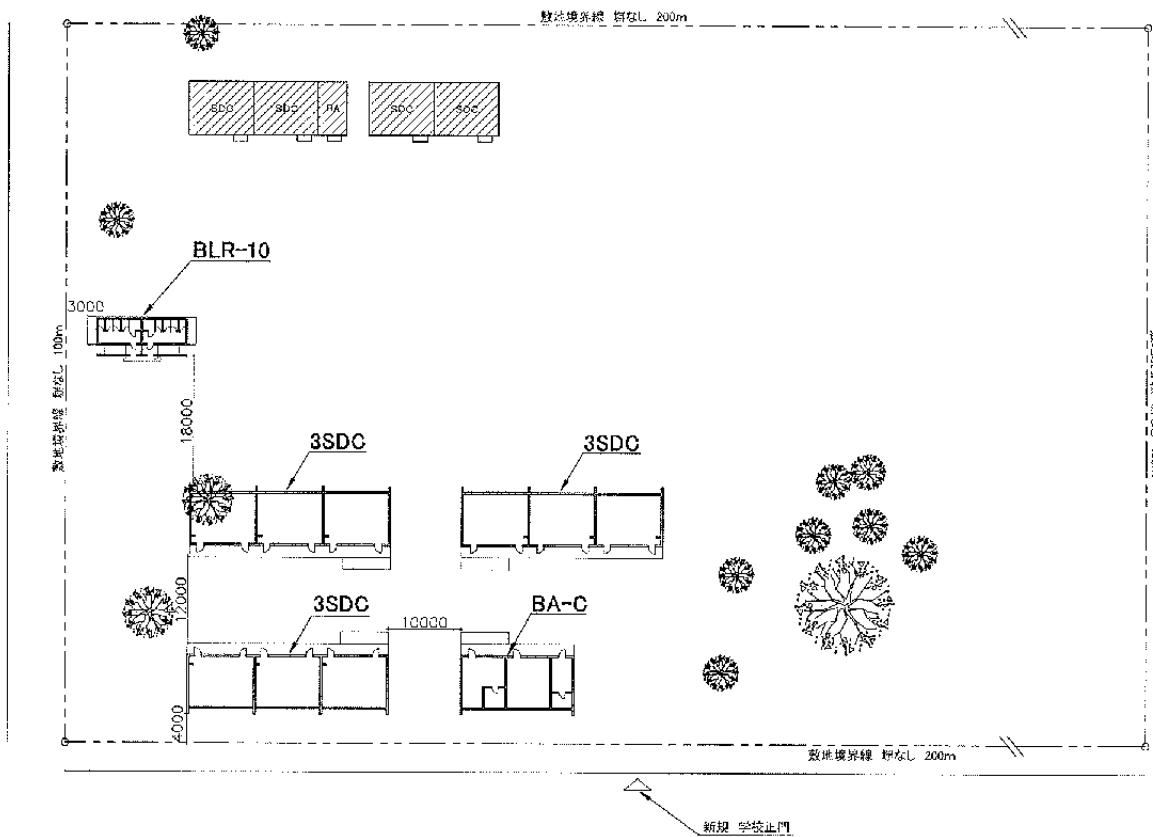 敷地境界線 塀なし 200m
SDC SDC BA SDC SDC
BLR-10
3000
敷地境界線 塀なし 100m
18000
3SDC 3SDC
12000
3SDC 10000 BA-C
4000
敷地境界線 塀なし 200m
新規 学校正門